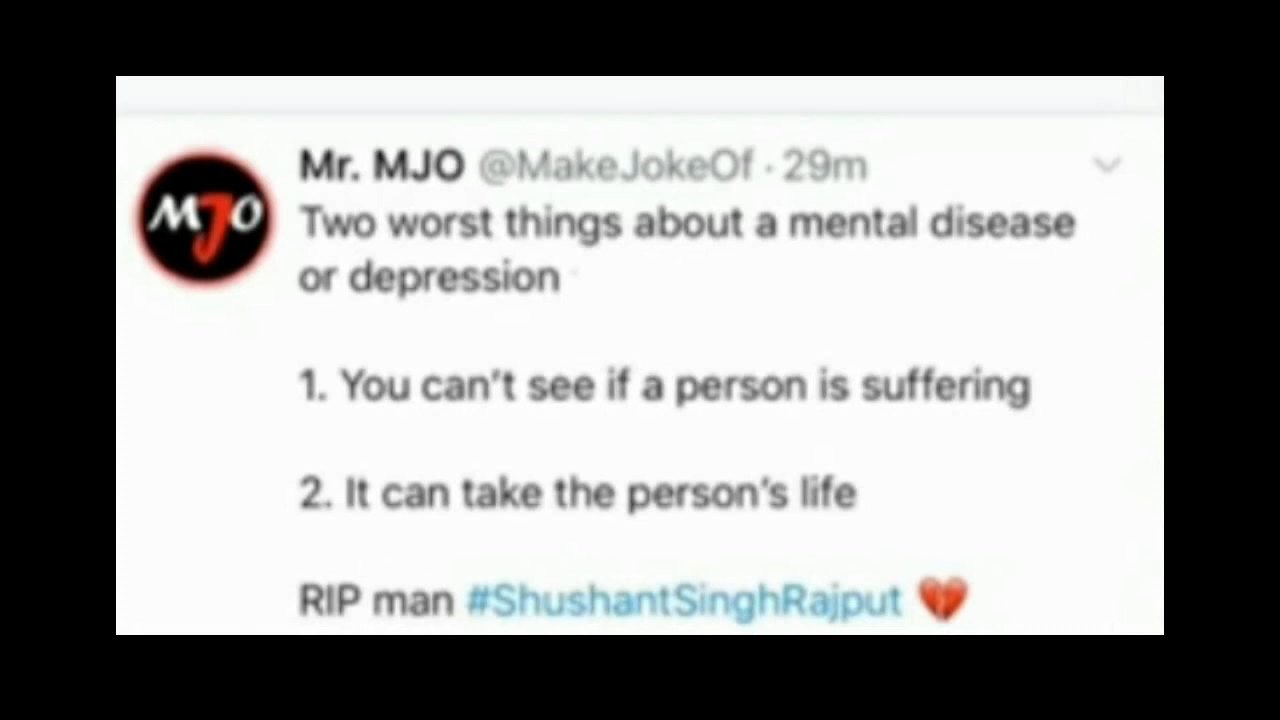 MJO
Mr. MJO @MakeJokeOf · 29m
Two worst things about a mental disease
or depression
1. You can't see if a person is suffering
2. It can take the person's life
RIP man #ShushantSinghRajput 💔